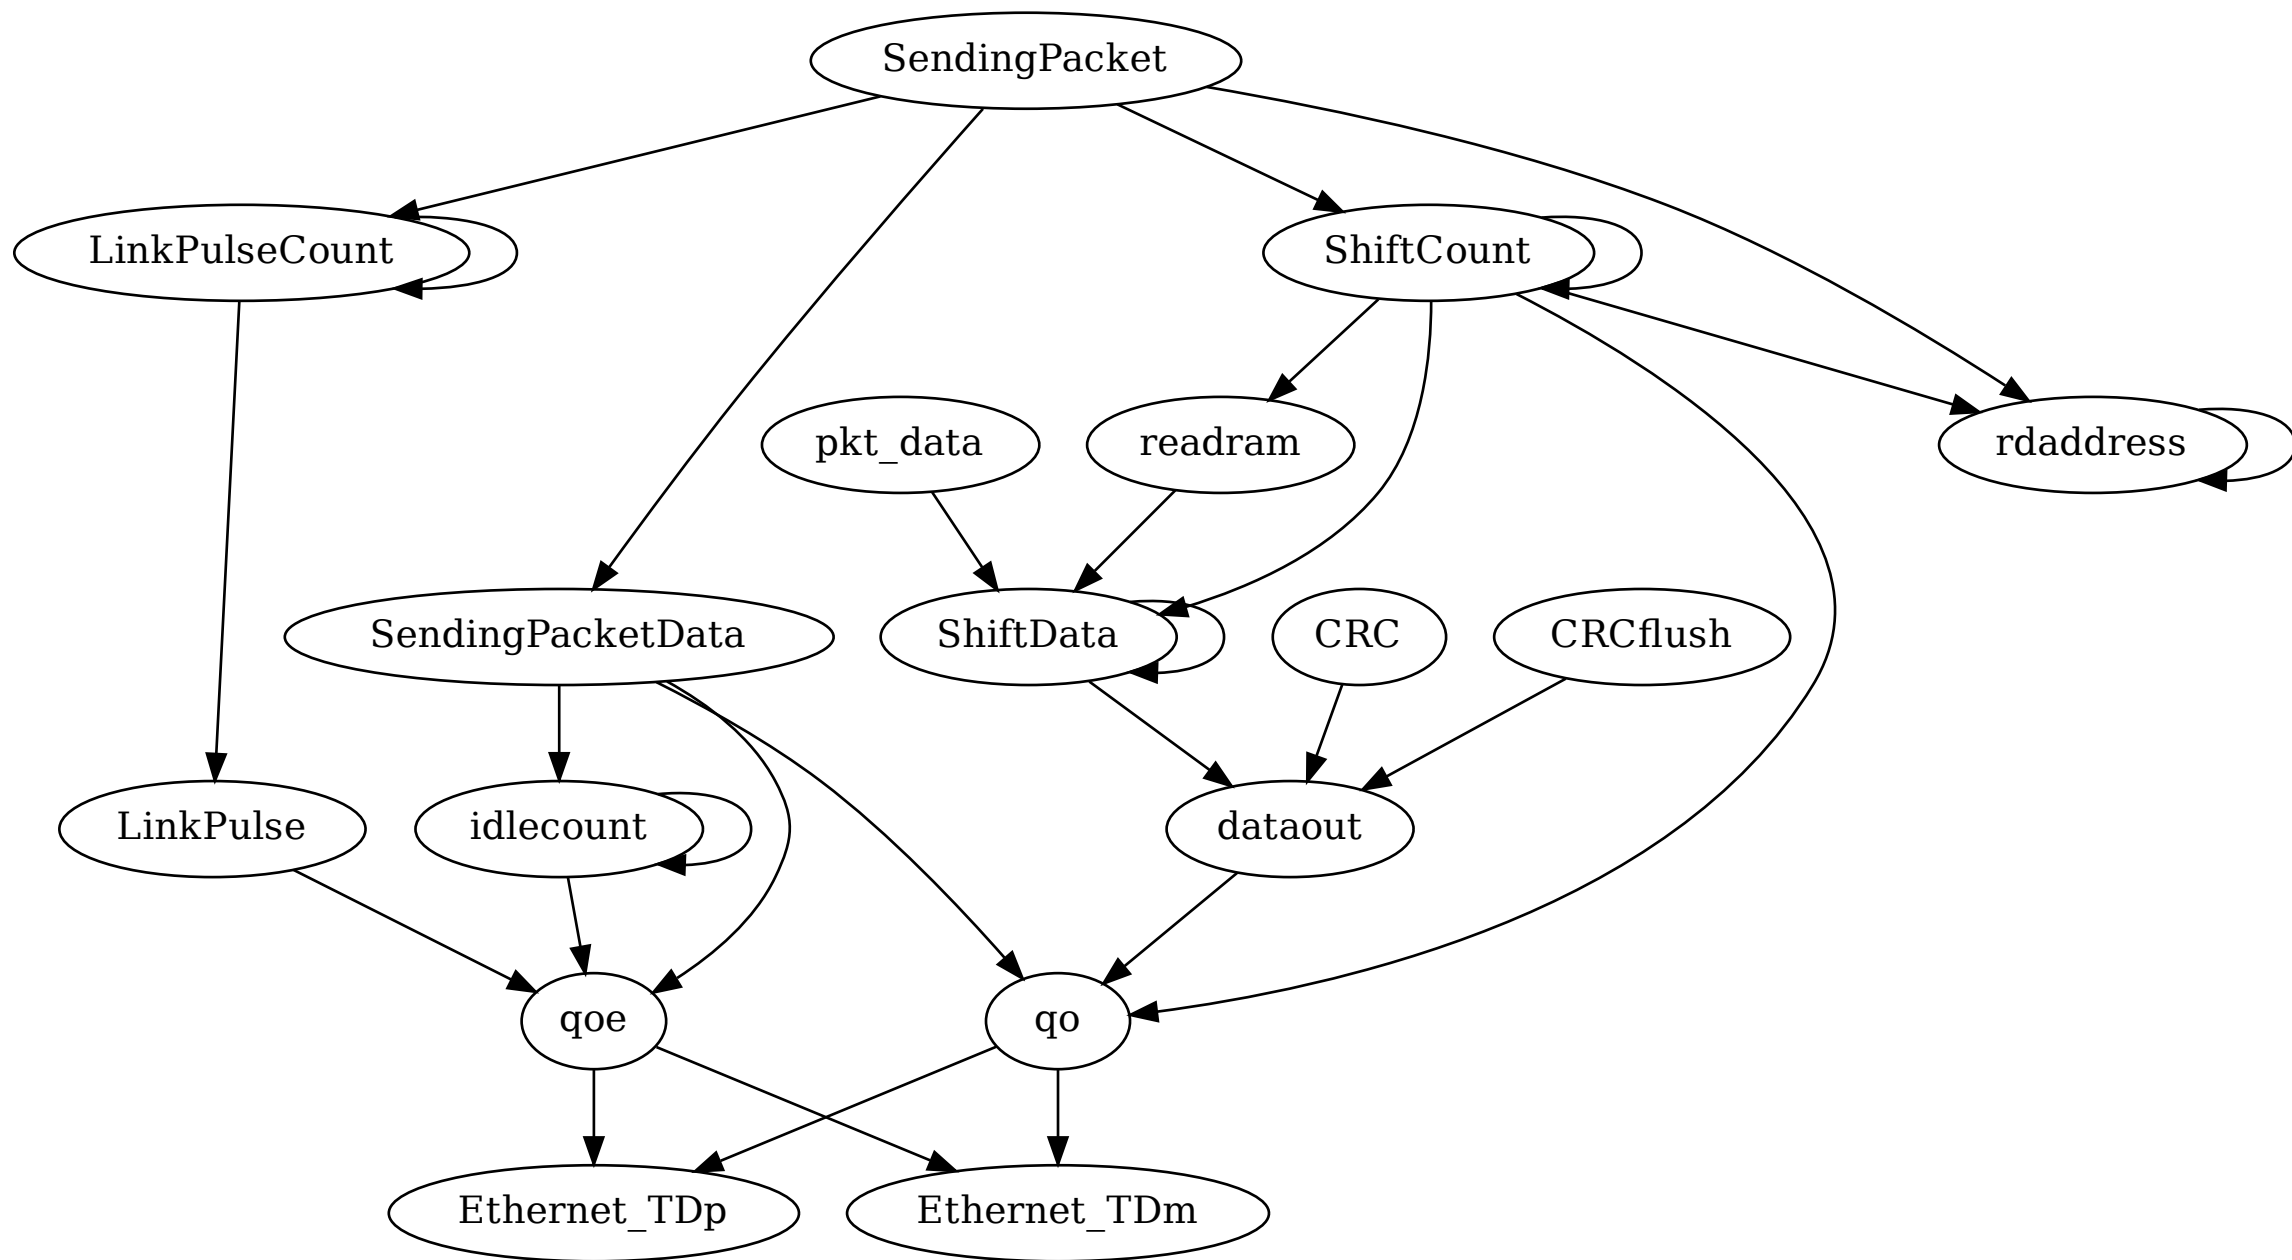 SendingPacket
LinkPulseCount
ShiftCount
pkt_data
readram
rdaddress
SendingPacketData
ShiftData
CRC
CRCflush
LinkPulse
idlecount
dataout
qoe
qo
Ethernet_TDp
Ethernet_TDm